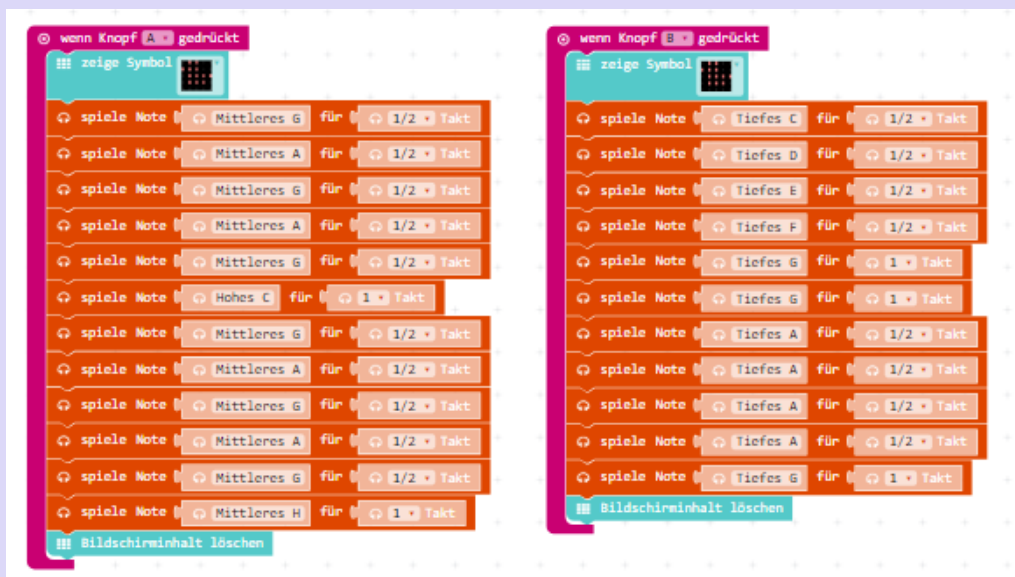 wenn Knopf A gedrückt
zeige Symbol
spiele Note Mittleres G für 1/2 Takt
spiele Note Mittleres A für 1/2 Takt
spiele Note Mittleres G für 1/2 Takt
spiele Note Mittleres A für 1/2 Takt
spiele Note Mittleres G für 1/2 Takt
spiele Note Hohes C für 1 Takt
spiele Note Mittleres G für 1/2 Takt
spiele Note Mittleres A für 1/2 Takt
spiele Note Mittleres G für 1/2 Takt
spiele Note Mittleres A für 1/2 Takt
spiele Note Mittleres G für 1/2 Takt
spiele Note Mittleres H für 1 Takt
Bildschirminhalt löschen
wenn Knopf B gedrückt
zeige Symbol
spiele Note Tiefes C für 1/2 Takt
spiele Note Tiefes D für 1/2 Takt
spiele Note Tiefes E für 1/2 Takt
spiele Note Tiefes F für 1/2 Takt
spiele Note Tiefes G für 1 Takt
spiele Note Tiefes G für 1 Takt
spiele Note Tiefes A für 1/2 Takt
spiele Note Tiefes A für 1/2 Takt
spiele Note Tiefes A für 1/2 Takt
spiele Note Tiefes A für 1/2 Takt
spiele Note Tiefes G für 1 Takt
Bildschirminhalt löschen